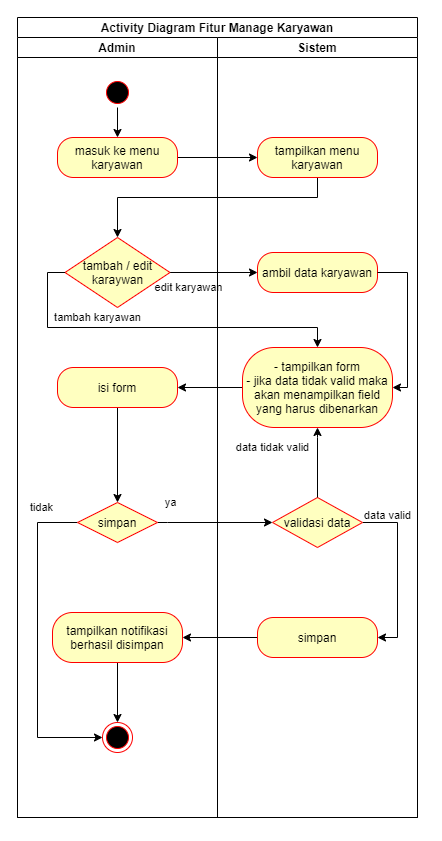 Activity Diagram Fitur Manage Karyawan
Admin
Sistem
masuk ke menu
karyawan
tampilkan menu
karyawan
tambah / edit
karaywan
edit karyawan
ambil data karyawan
tambah karyawan
- tampilkan form
- jika data tidak valid maka
akan menampilkan field
yang harus dibenarkan
isi form
data tidak valid
tidak
ya
simpan
validasi data
data valid
tampilkan notifikasi
berhasil disimpan
simpan